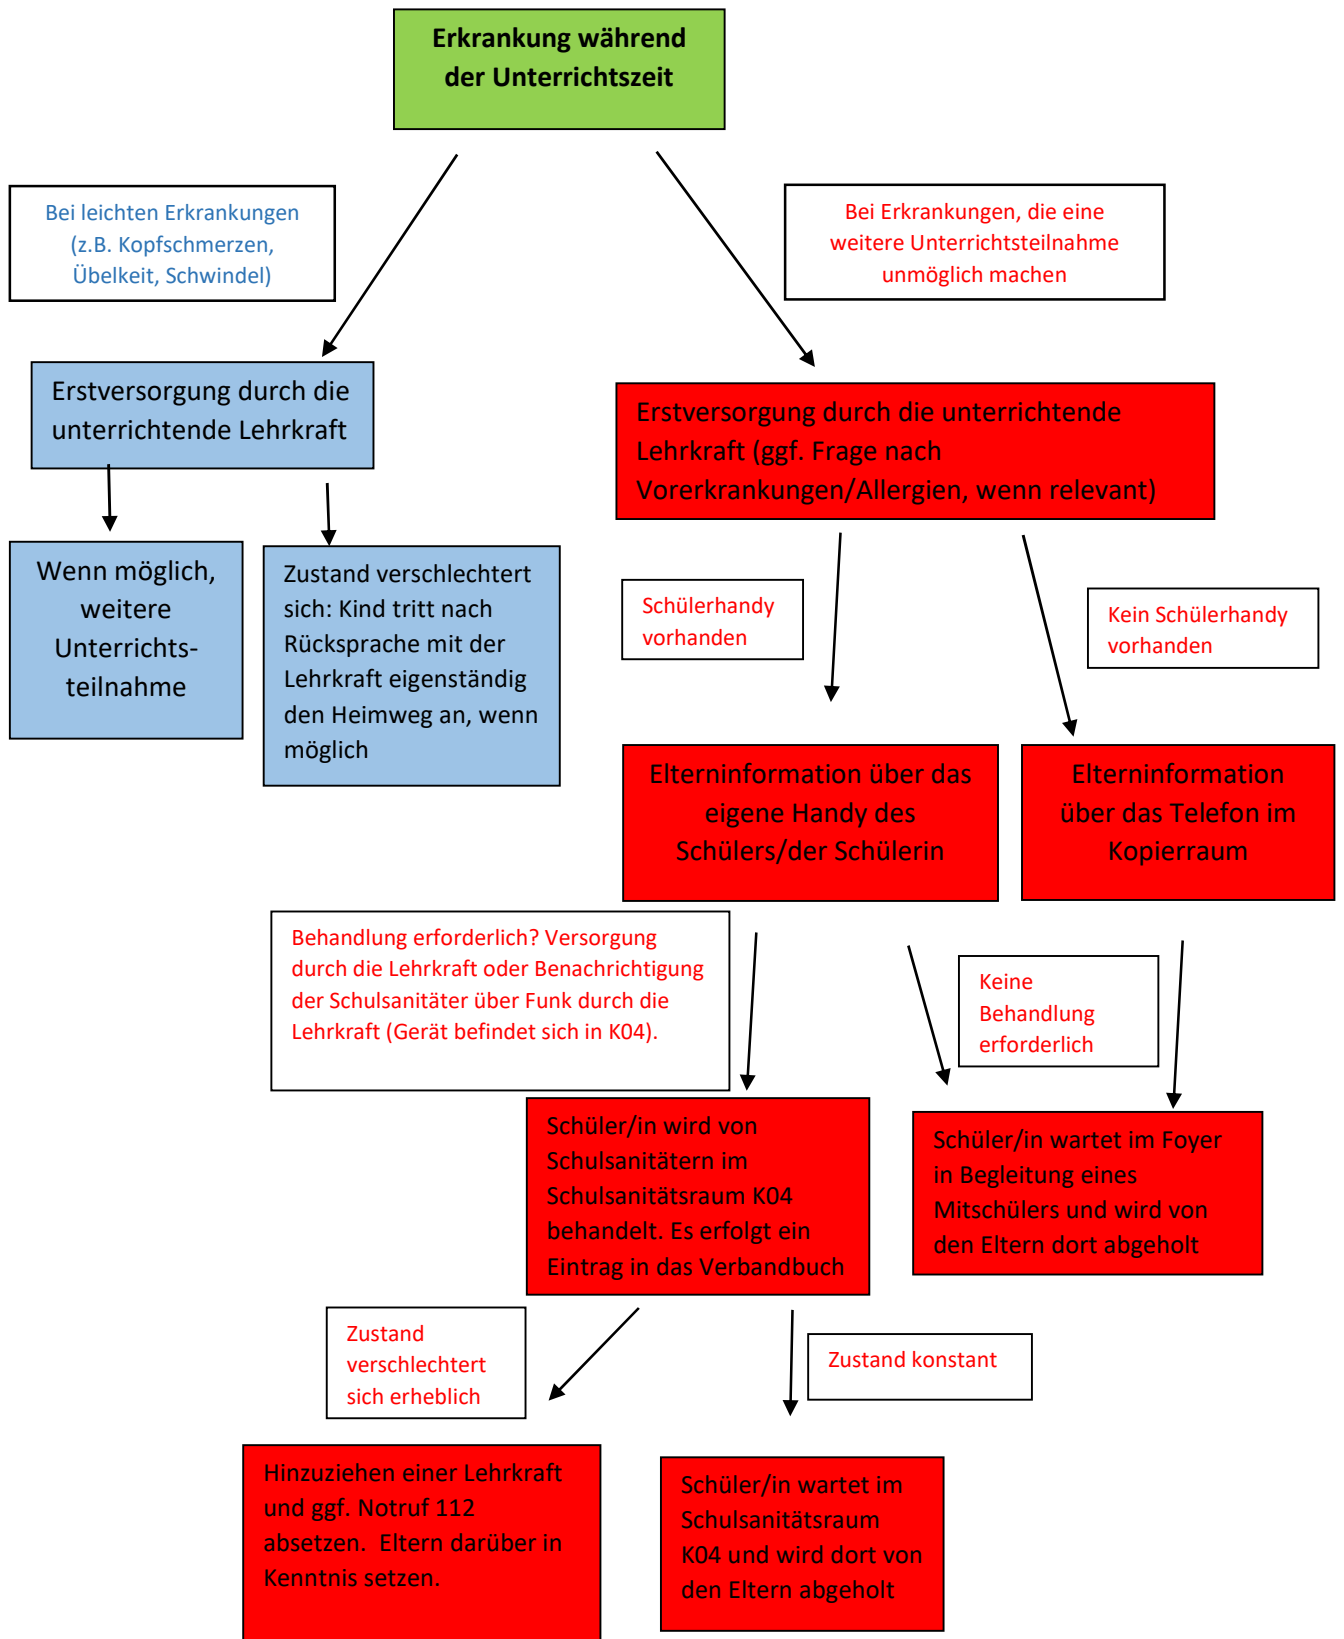 Erkrankung während
der Unterrichtszeit
Bei leichten Erkrankungen
(z.B. Kopfschmerzen,
Übelkeit, Schwindel)
Bei Erkrankungen, die eine
weitere Unterrichtsteilnahme
unmöglich machen
Erstversorgung durch die
unterrichtende Lehrkraft
Erstversorgung durch die unterrichtende
Lehrkraft (ggf. Frage nach
Vorerkrankungen/Allergien, wenn relevant)
Wenn möglich,
weitere
Unterrichts-
teilnahme
Zustand verschlechtert
sich: Kind tritt nach
Rücksprache mit der
Lehrkraft eigenständig
den Heimweg an, wenn
möglich
Schülerhandy
vorhanden
Kein Schülerhandy
vorhanden
Elterninformation über das
eigene Handy des
Schülers/der Schülerin
Elterninformation
über das Telefon im
Kopierraum
Behandlung erforderlich? Versorgung
durch die Lehrkraft oder Benachrichtigung
der Schulsanitäter über Funk durch die
Lehrkraft (Gerät befindet sich in K04).
Keine
Behandlung
erforderlich
Schüler/in wird von
Schulsanitätern im
Schulsanitätsraum K04
behandelt. Es erfolgt ein
Eintrag in das Verbandbuch
Schüler/in wartet im Foyer
in Begleitung eines
Mitschülers und wird von
den Eltern dort abgeholt
Zustand
verschlechtert
sich erheblich
Zustand konstant
Hinzuziehen einer Lehrkraft
und ggf. Notruf 112
absetzen.  Eltern darüber in
Kenntnis setzen.
Schüler/in wartet im
Schulsanitätsraum
K04 und wird dort von
den Eltern abgeholt